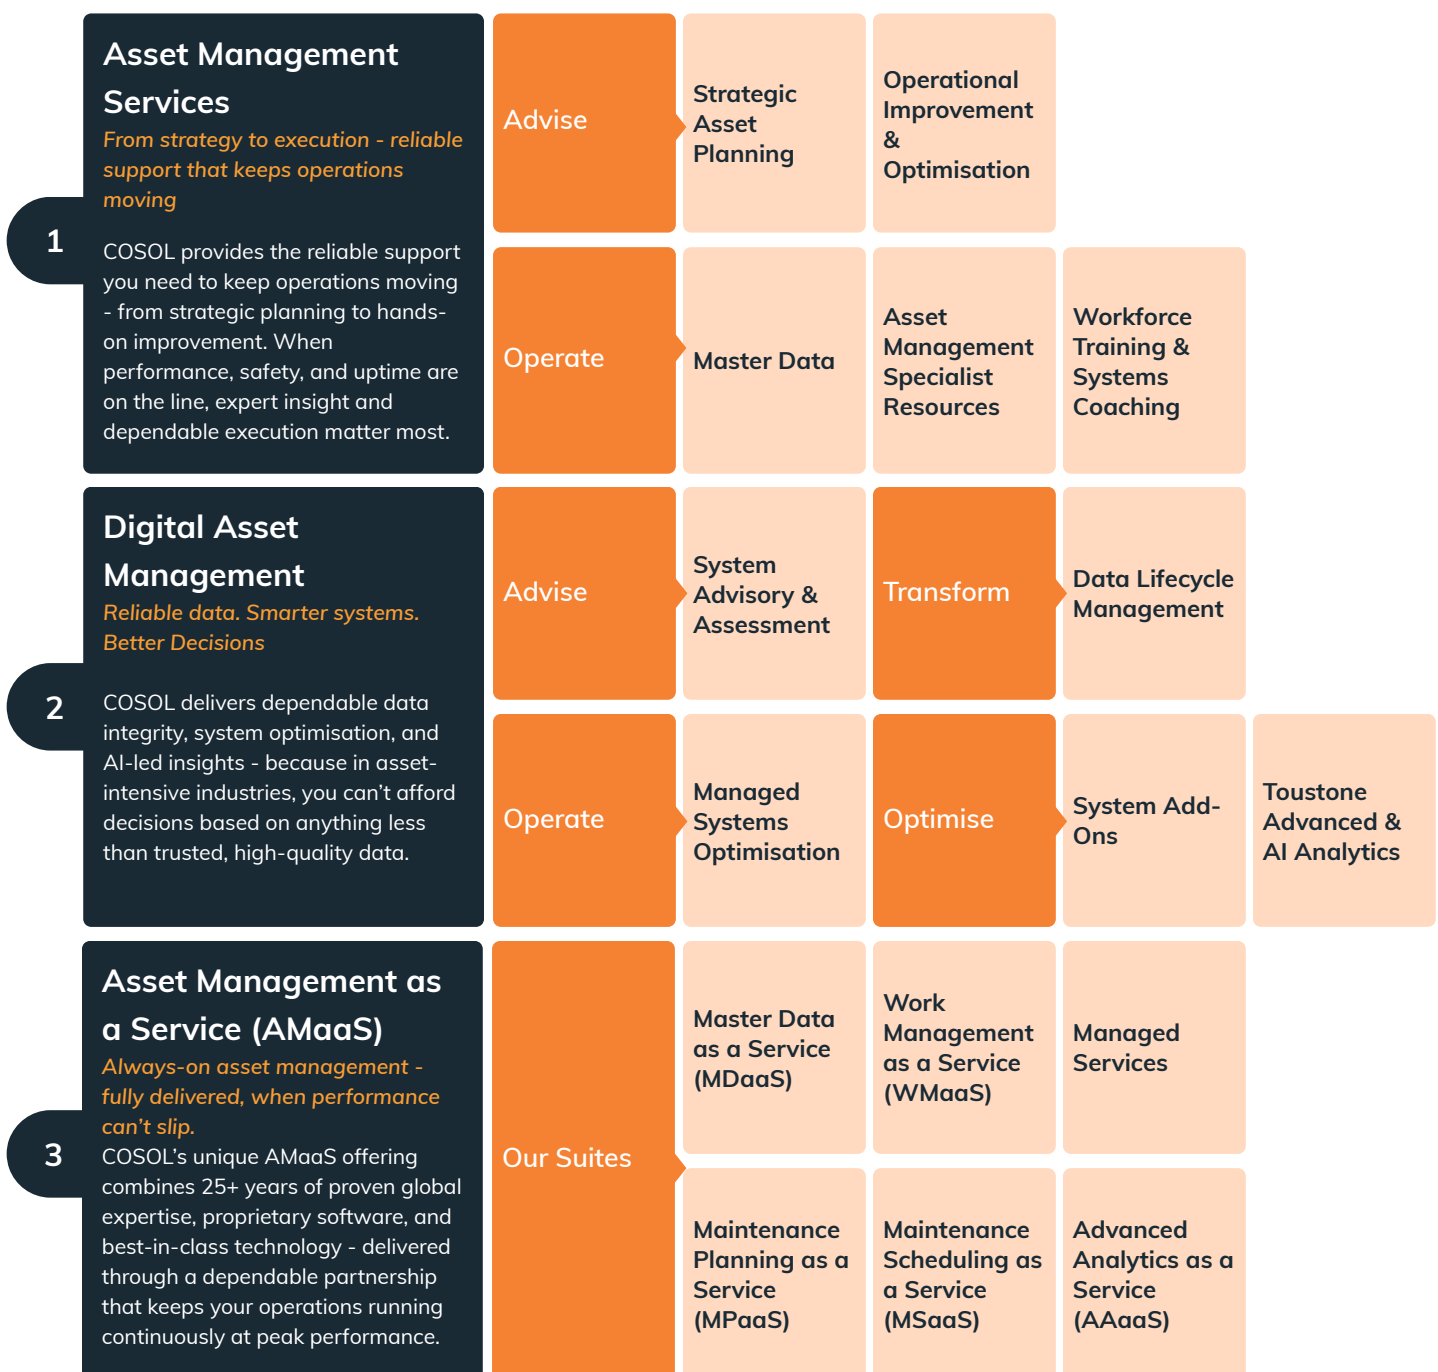 Asset Management
Services
From strategy to execution - reliable
support that keeps operations
moving
1
COSOL provides the reliable support
you need to keep operations moving
- from strategic planning to hands-
on improvement. When
performance, safety, and uptime are
on the line, expert insight and
dependable execution matter most.
Advise
Strategic
Asset
Planning
Operational
Improvement
&
Optimisation
Operate
Master Data
Asset
Management
Specialist
Resources
Workforce
Training &
Systems
Coaching
Digital Asset
Management
Reliable data. Smarter systems.
Better Decisions
2
COSOL delivers dependable data
integrity, system optimisation, and
AI-led insights - because in asset-
intensive industries, you can't afford
decisions based on anything less
than trusted, high-quality data.
Advise
System
Advisory &
Assessment
Transform
Data Lifecycle
Management
Operate
Managed
Systems
Optimisation
Optimise
System Add-
Ons
Toustone
Advanced &
AI Analytics
Asset Management as
a Service (AMaaS)
Always-on asset management -
fully delivered, when performance
can't slip.
3
COSOL's unique AMaaS offering
combines 25+ years of proven global
expertise, proprietary software, and
best-in-class technology - delivered
through a dependable partnership
that keeps your operations running
continuously at peak performance.
Our Suites
Master Data
as a Service
(MDaaS)
Work
Management
as a Service
(WMaaS)
Managed
Services
Maintenance
Planning as a
Service
(MPaaS)
Maintenance
Scheduling as
a Service
(MSaaS)
Advanced
Analytics as a
Service
(AAaaS)